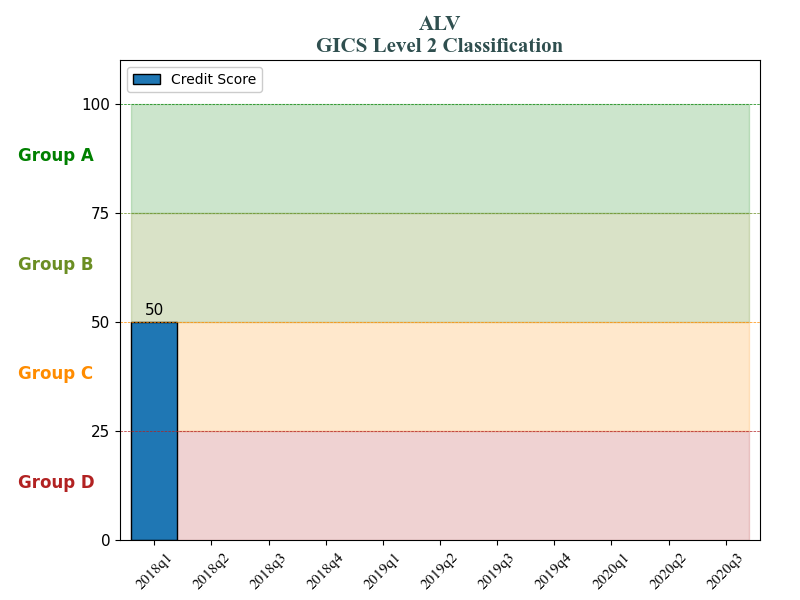 ALV
GICS Level 2 Classification
Credit Score
100
Group A
75
Group B
50
50
Group C
25
Group D
0
2018q1 2018q2 2018q3 2018q4 2019q1 2019q2 2019q3 2019q4 2020q1 2020q2 2020q3